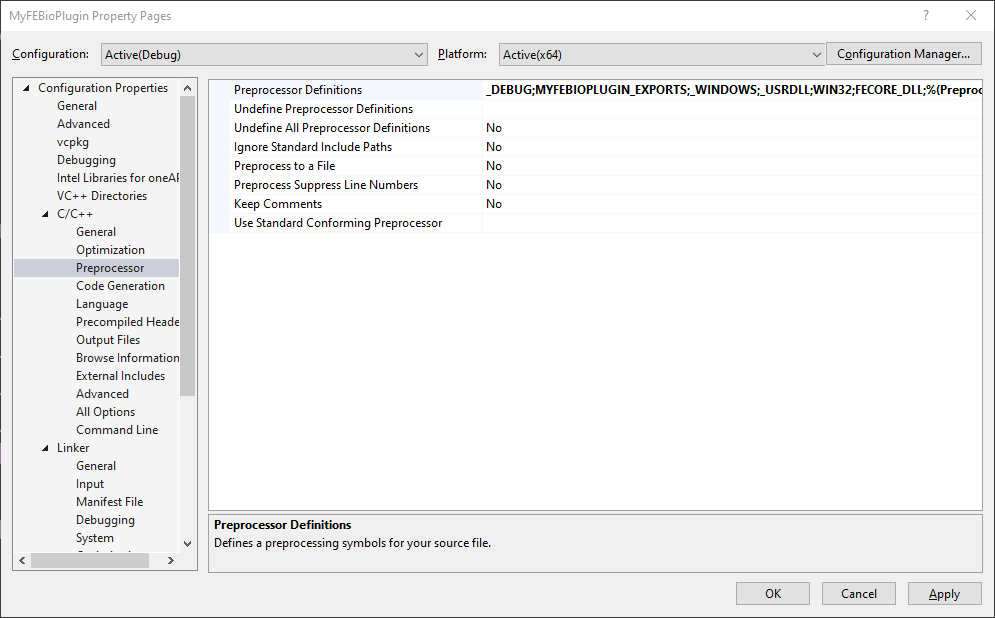 MyFEBioPlugin Property Pages
Configuration: Active(Debug) Platform: Active(x64) Configuration Manager...
Configuration Properties
General
Advanced
vcpkg
Debugging
Intel Libraries for oneAP
VC++ Directories
C/C++
General
Optimization
Preprocessor
Code Generation
Language
Precompiled Heade
Output Files
Browse Information
External Includes
Advanced
All Options
Command Line
Linker
General
Input
Manifest File
Debugging
System
Preprocessor Definitions _DEBUG;MYFEBIOPLUGIN_EXPORTS;_WINDOWS;_USRDLL;WIN32;FECORE_DLL;%(Preproc
Undefine Preprocessor Definitions
Undefine All Preprocessor Definitions No
Ignore Standard Include Paths No
Preprocess to a File No
Preprocess Suppress Line Numbers No
Keep Comments No
Use Standard Conforming Preprocessor
Preprocessor Definitions
Defines a preprocessing symbols for your source file.
OK Cancel Apply